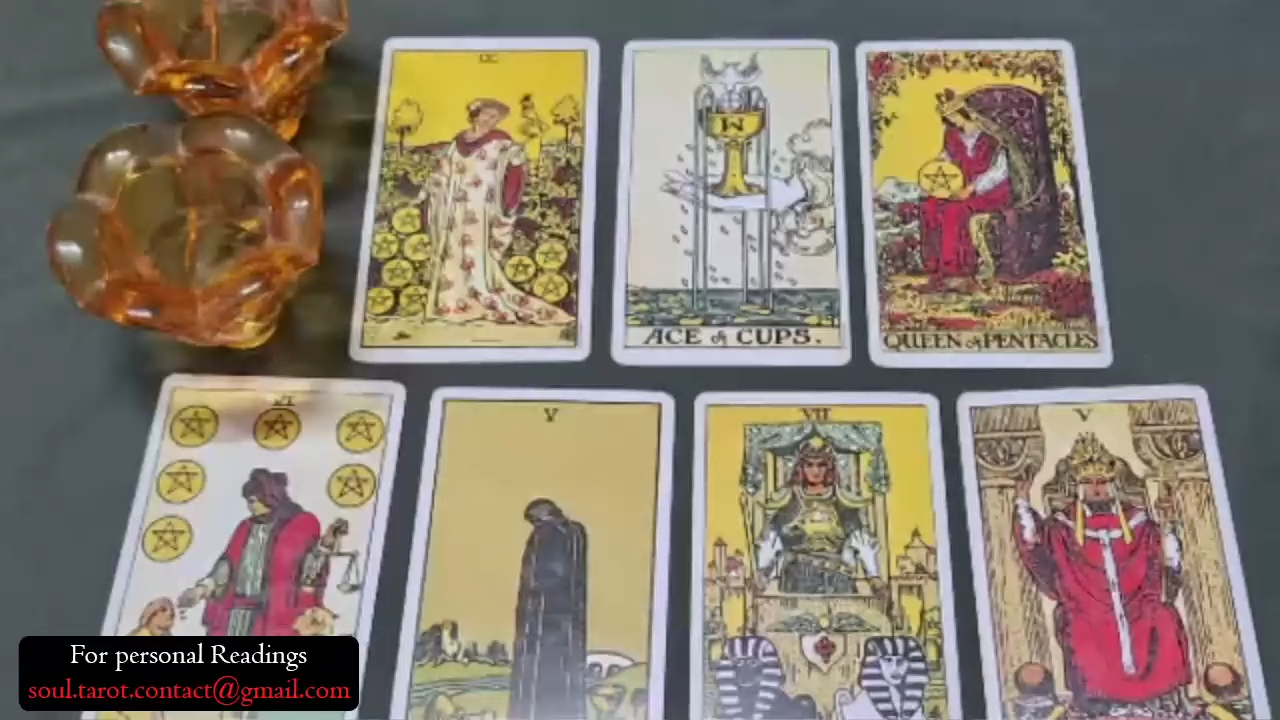 IX
ACE of CUPS.
QUEEN of PENTACLES
VI
V
VII
V
For personal Readings
soul.tarot.contact@gmail.com